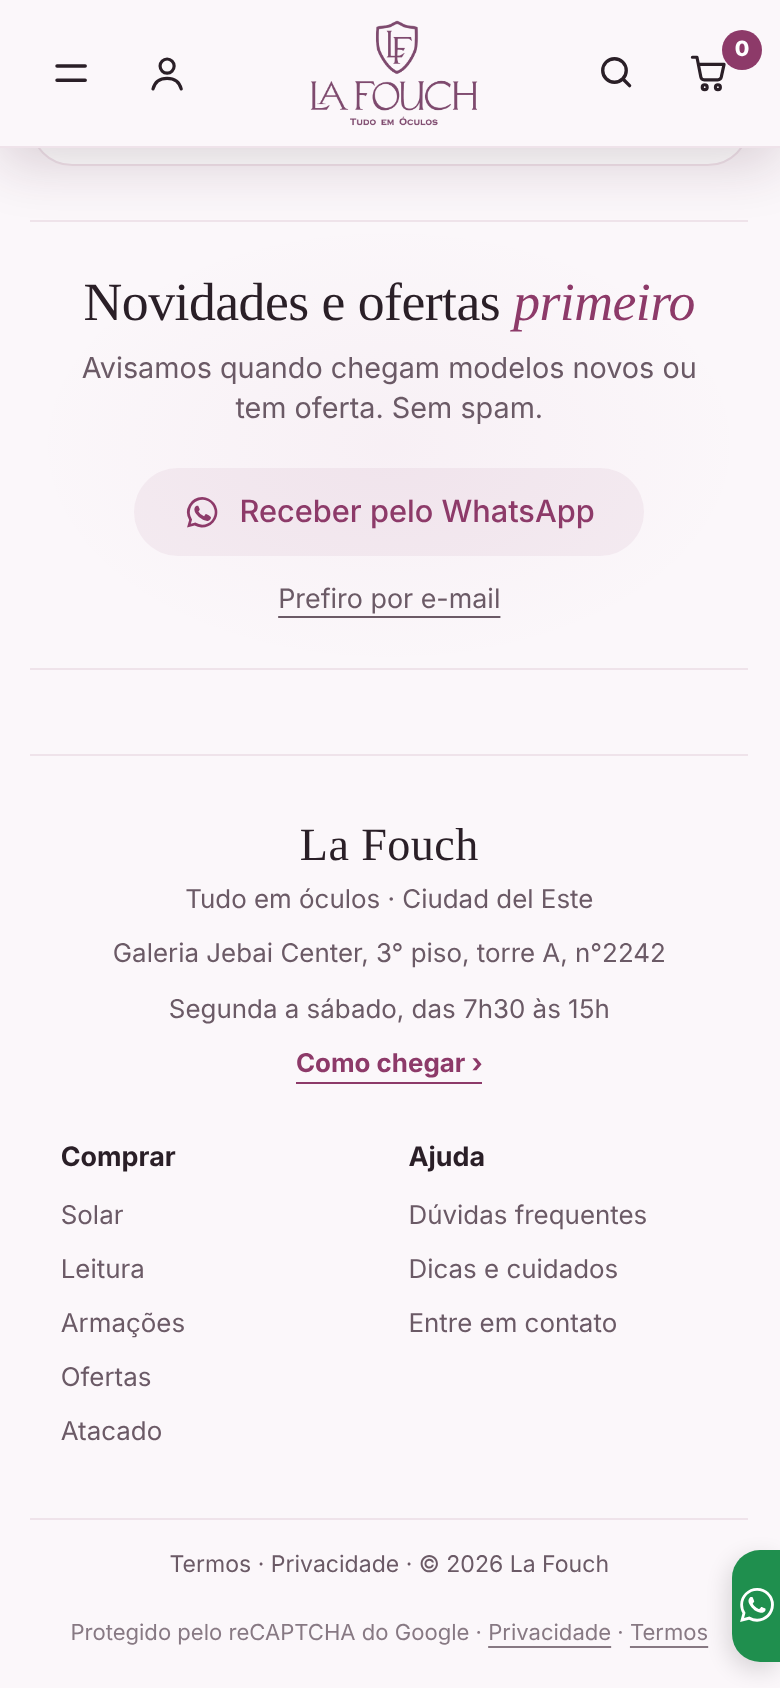 LF
LA FOUCH
TUDO EM ÓCULOS
0
Novidades e ofertas primeiro
Avisamos quando chegam modelos novos ou
tem oferta. Sem spam.
Receber pelo WhatsApp
Prefiro por e-mail
La Fouch
Tudo em óculos · Ciudad del Este
Galeria Jebai Center, 3° piso, torre A, n°2242
Segunda a sábado, das 7h30 às 15h
Como chegar ›
Comprar
Solar
Leitura
Armações
Ofertas
Atacado
Ajuda
Dúvidas frequentes
Dicas e cuidados
Entre em contato
Termos · Privacidade · © 2026 La Fouch
Protegido pelo reCAPTCHA do Google · Privacidade · Termos